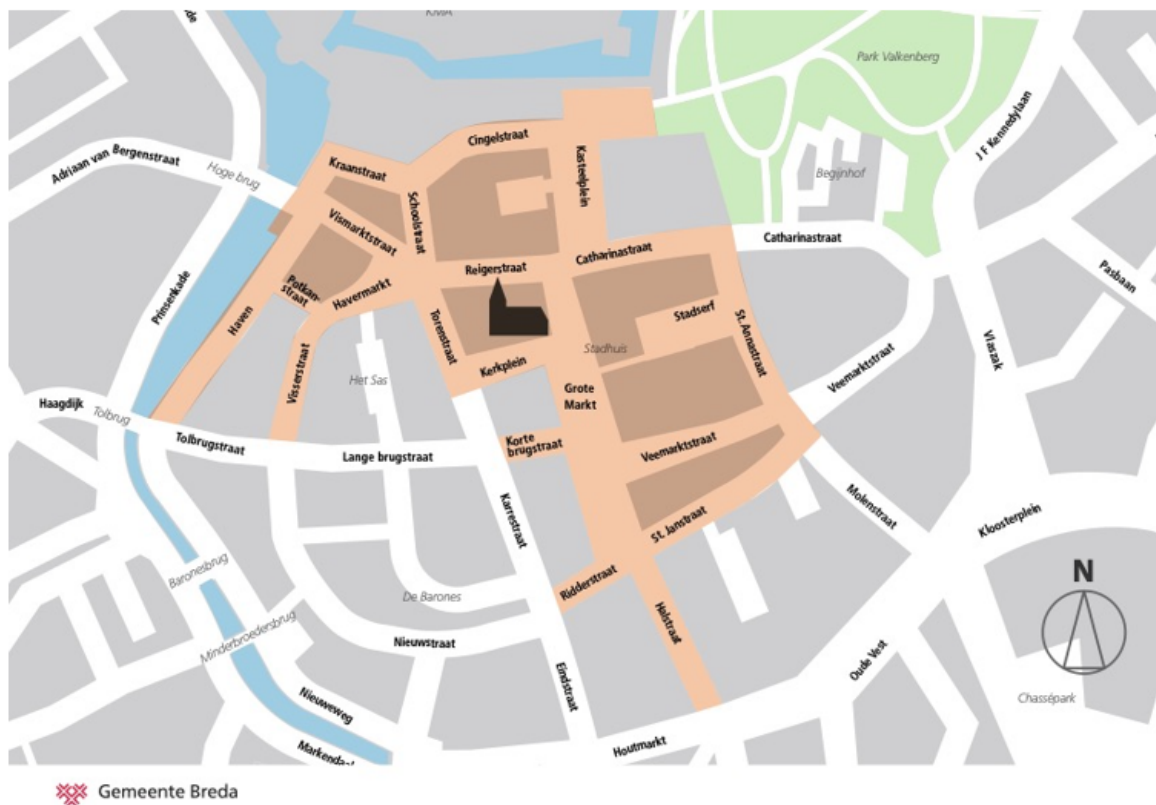 KMA
Park Valkenberg
J F Kennedylaan
Cingelstraat
Kasteelplein
Adriaan van Bergenstraat
Hoge brug
Kraanstraat
Schoolstraat
Begijnhof
Vismarktstraat
Catharinastraat
Catharinastraat
Reigerstraat
Pasbaan
Prinsenkade
Potkan-
straat
Havermarkt
Haven
Torenstraat
Stadserf
St. Annastraat
Vlaszak
Visserstraat
Het Sas
Kerkplein
Stadhuis
Veemarktstraat
Grote
Markt
Haagdijk
Tolbrug
Tolbrugstraat
Lange brugstraat
Korte
brugstraat
Veemarktstraat
Karrestraat
St. Janstraat
Molenstraat
Kloosterplein
Baronesbrug
N
De Barones
Ridderstraat
Halstraat
Minderbroedersbrug
Nieuwstraat
Oude Vest
Eindstraat
Chassépark
Nieuweweg
Houtmarkt
Markendaa
Gemeente Breda